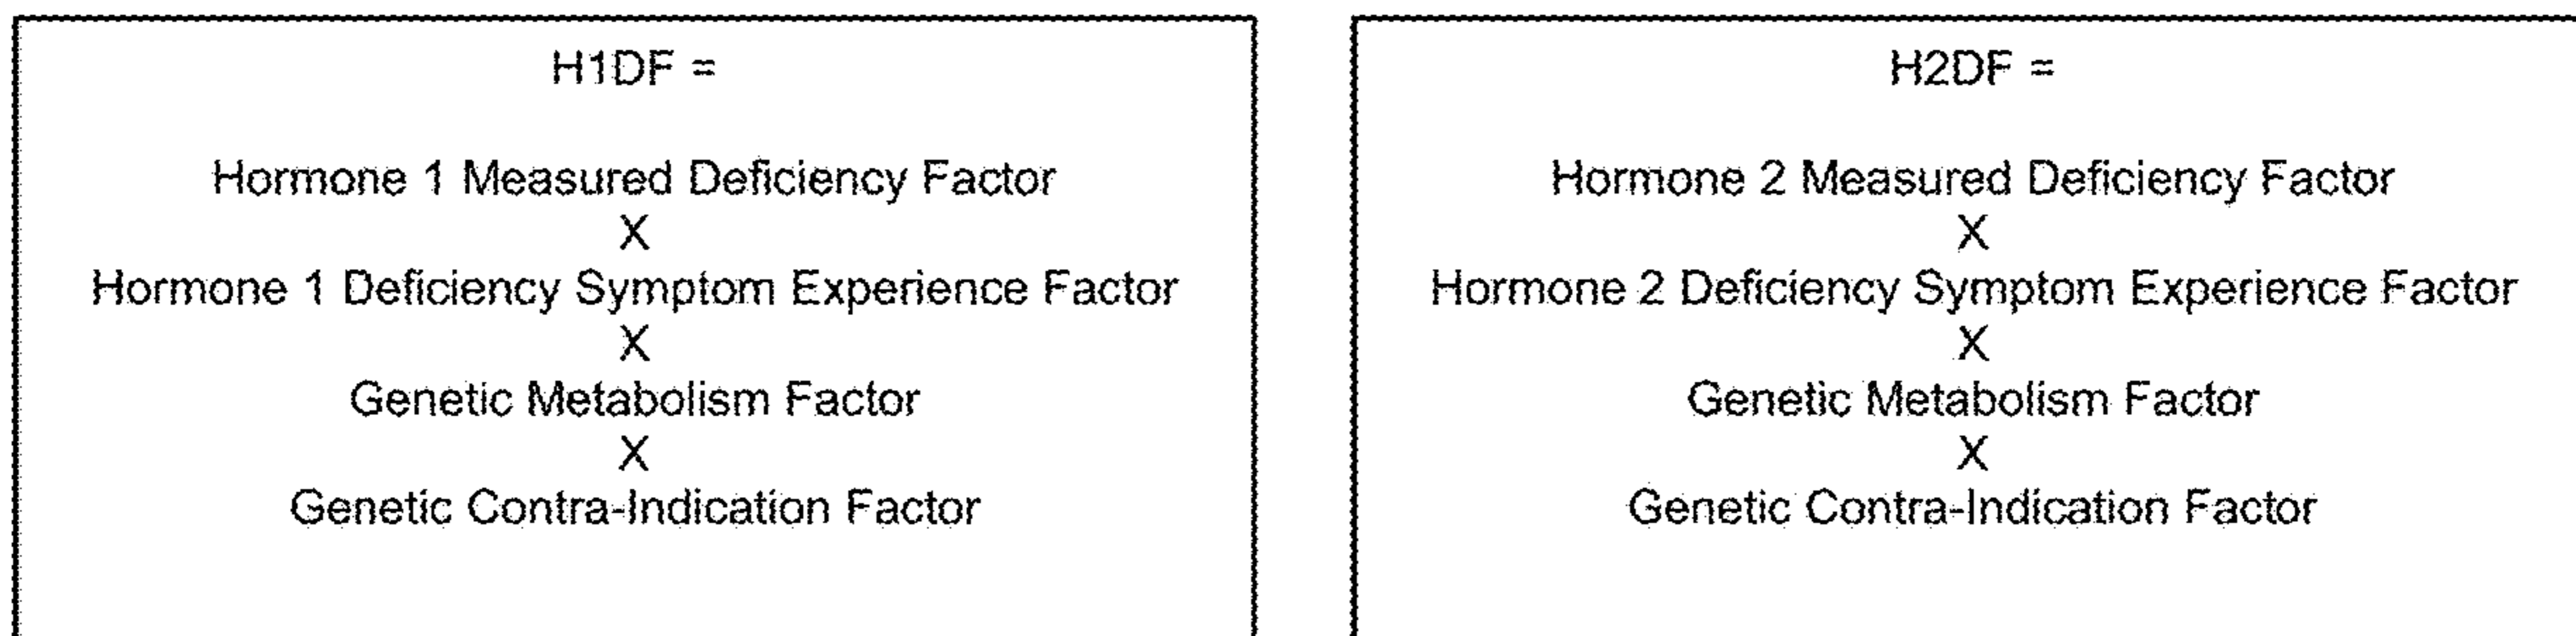 H1DF =
Hormone 1 Measured Deficiency Factor
X
Hormone 1 Deficiency Symptom Experience Factor
X
Genetic Metabolism Factor
X
Genetic Contra-Indication Factor
H2DF =
Hormone 2 Measured Deficiency Factor
X
Hormone 2 Deficiency Symptom Experience Factor
X
Genetic Metabolism Factor
X
Genetic Contra-Indication Factor